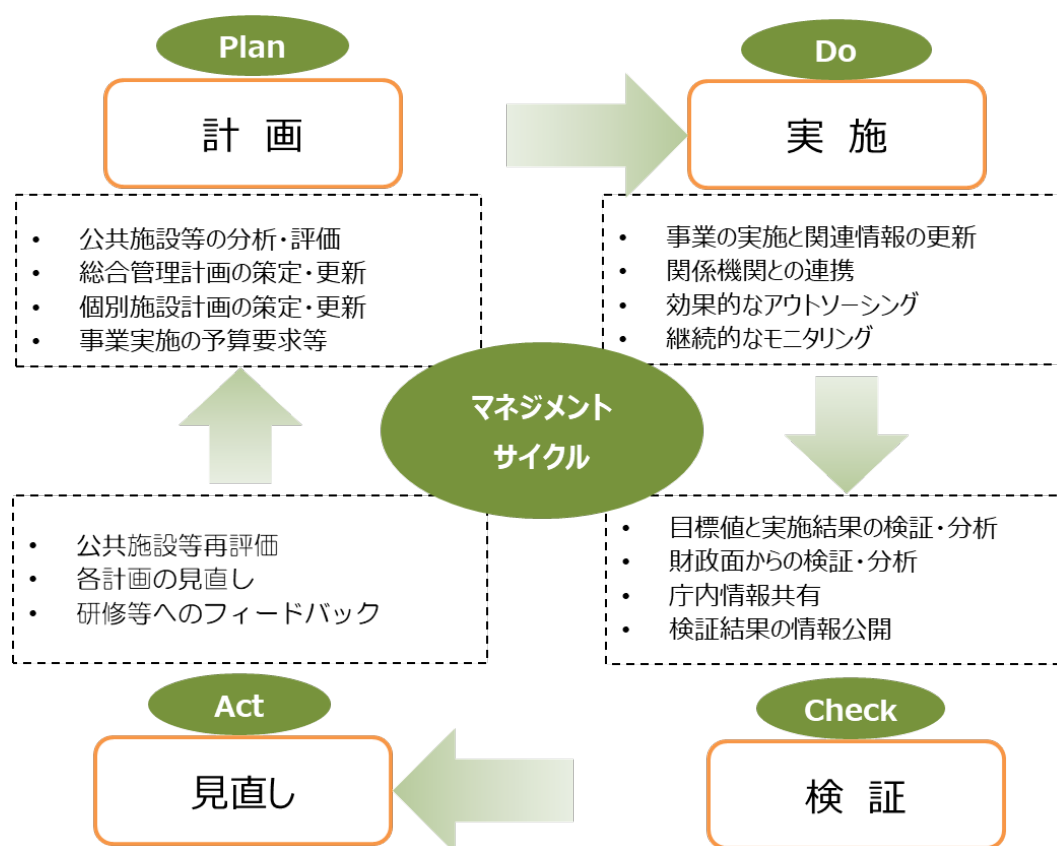 Plan
計 画
• 公共施設等の分析・評価
• 総合管理計画の策定・更新
• 個別施設計画の策定・更新
• 事業実施の予算要求等
Do
実 施
• 事業の実施と関連情報の更新
• 関係機関との連携
• 効果的なアウトソーシング
• 継続的なモニタリング
マネジメント
サイクル
• 目標値と実施結果の検証・分析
• 財政面からの検証・分析
• 庁内情報共有
• 検証結果の情報公開
Check
検 証
• 公共施設等再評価
• 各計画の見直し
• 研修等へのフィードバック
Act
見直し